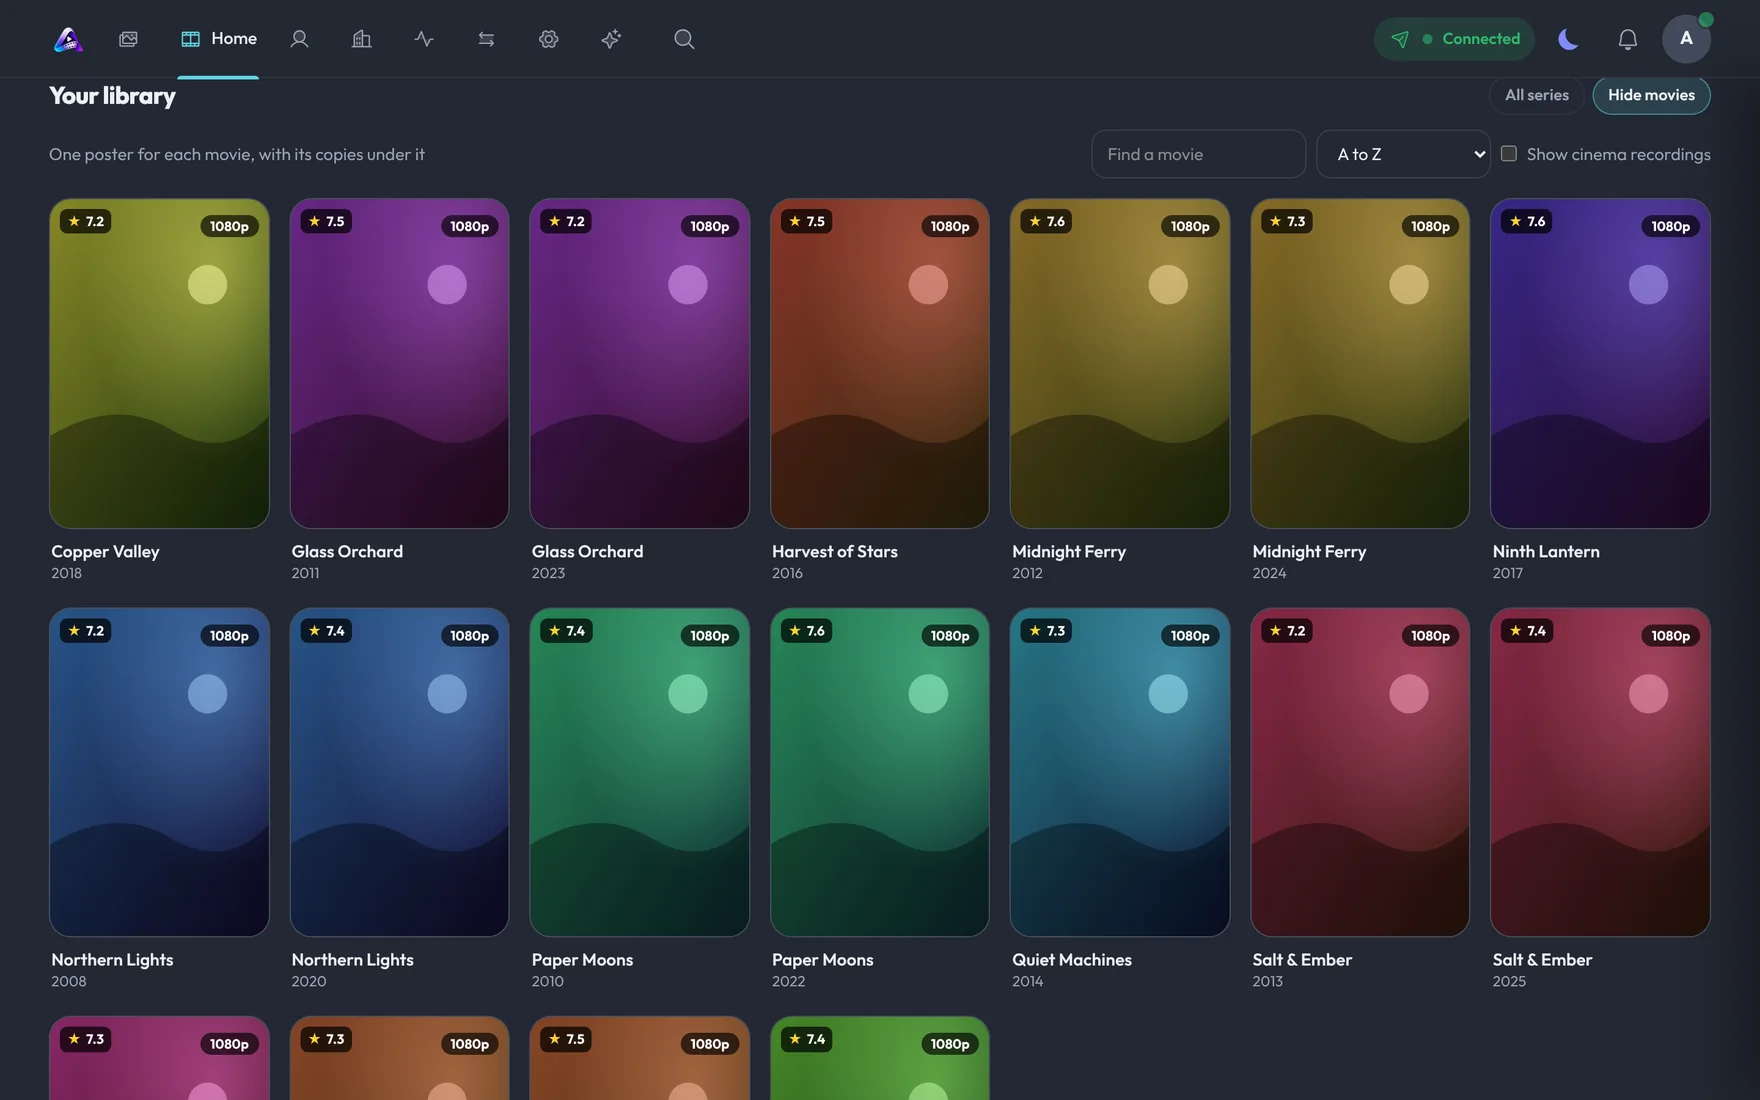 Home
Connected
A
Your library
All series
Hide movies
One poster for each movie, with its copies under it
Find a movie
A to Z
Show cinema recordings
★ 7.2 1080p
★ 7.5 1080p
★ 7.2 1080p
★ 7.5 1080p
★ 7.6 1080p
★ 7.3 1080p
★ 7.6 1080p
Copper Valley
2018
Glass Orchard
2011
Glass Orchard
2023
Harvest of Stars
2016
Midnight Ferry
2012
Midnight Ferry
2024
Ninth Lantern
2017
★ 7.2 1080p
★ 7.4 1080p
★ 7.4 1080p
★ 7.6 1080p
★ 7.3 1080p
★ 7.2 1080p
★ 7.4 1080p
Northern Lights
2008
Northern Lights
2020
Paper Moons
2010
Paper Moons
2022
Quiet Machines
2014
Salt & Ember
2013
Salt & Ember
2025
★ 7.3 1080p
★ 7.3 1080p
★ 7.5 1080p
★ 7.4 1080p